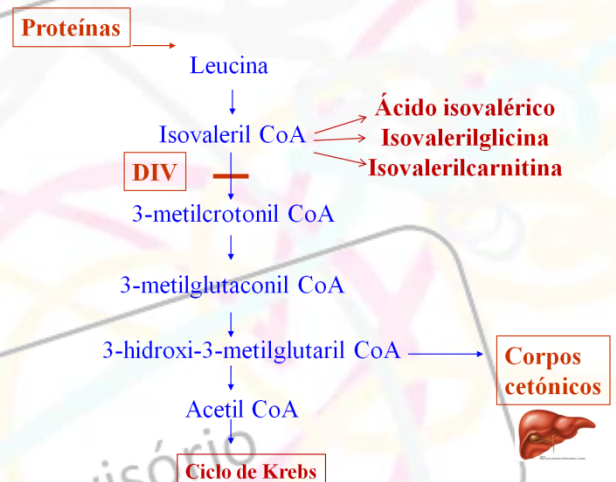 Proteínas
Leucina
Isovaleril CoA
Ácido isovalérico
Isovalerilglicina
Isovalerilcarnitina
DIV
3-metilcrotonil CoA
3-metilglutaconil CoA
3-hidroxi-3-metilglutaril CoA
Corpos
cetónicos
Acetil CoA
visório
Ciclo de Krebs